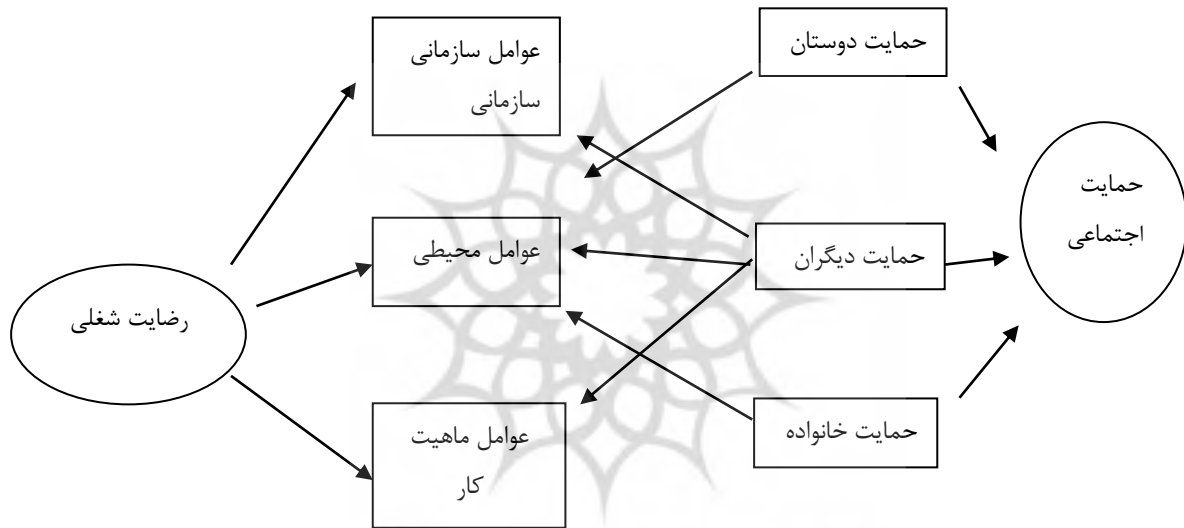 حمایت دوستان
عوامل سازمانی
سازمانی
حمایت
اجتماعی
حمایت دیگران
عوامل محیطی
رضایت شغلی
حمایت خانواده
عوامل ماهیت
کار